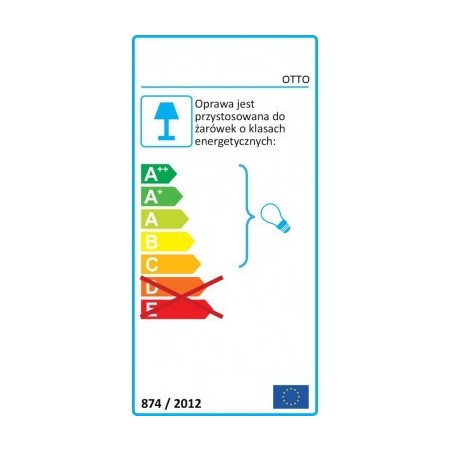 OTTO
Oprawa jest
przystosowana do
żarówek o klasach
energetycznych:
A++
A+
A
B
C
D
E
874 / 2012